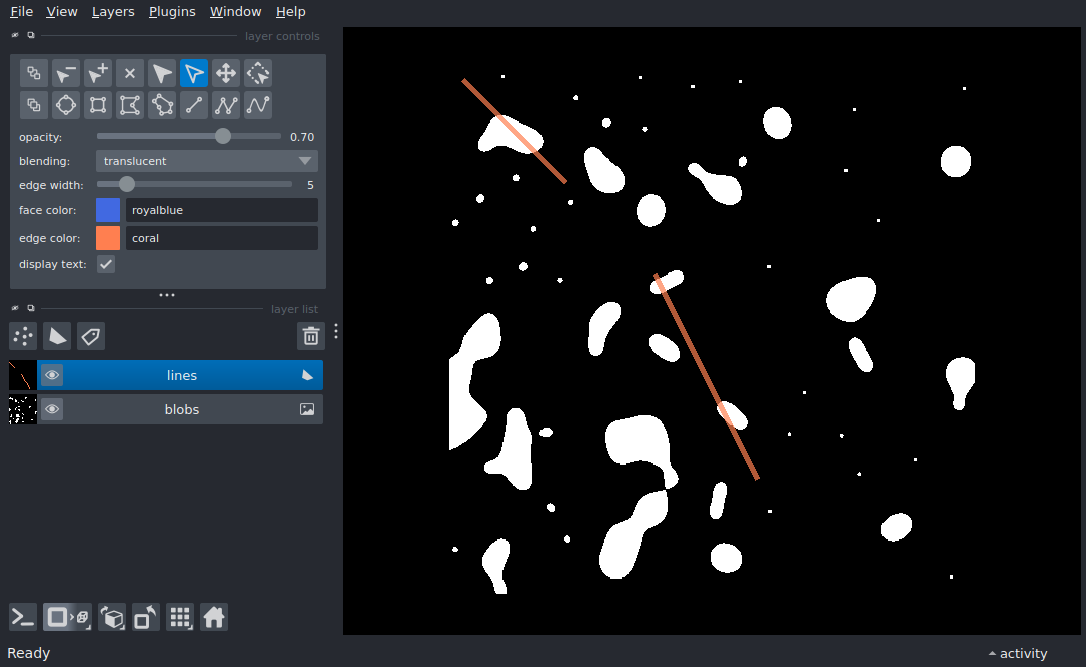 File View Layers Plugins Window Help
layer controls
opacity: 0.70
blending: translucent
edge width: 5
face color: royalblue
edge color: coral
display text:
layer list
lines
blobs
Ready
activity